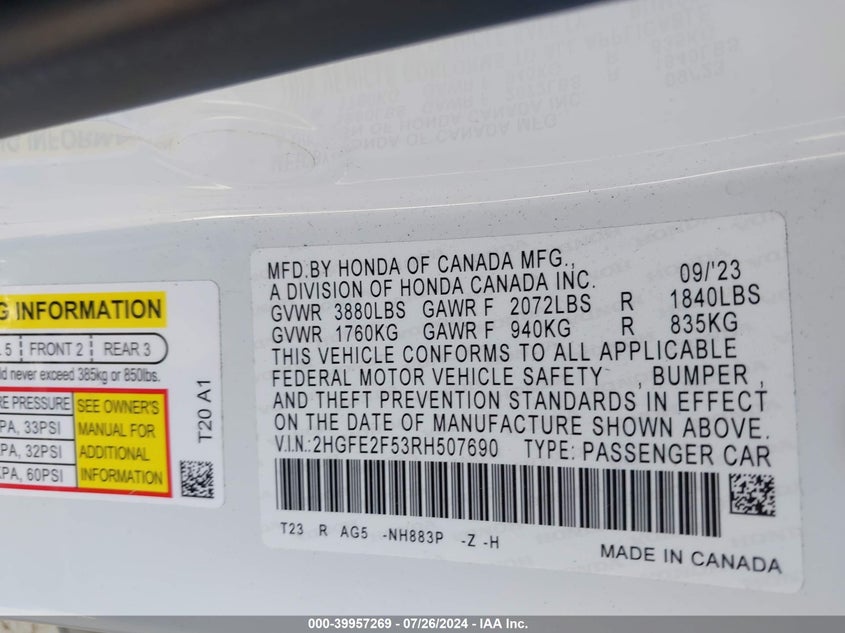 MFD.BY HONDA OF CANADA MFG.,
A DIVISION OF HONDA CANADA INC. 09/'23
GVWR 3880LBS GAWR F 2072LBS R 1840LBS
GVWR 1760KG GAWR F 940KG R 835KG
THIS VEHICLE CONFORMS TO ALL APPLICABLE
FEDERAL MOTOR VEHICLE SAFETY , BUMPER ,
AND THEFT PREVENTION STANDARDS IN EFFECT
ON THE DATE OF MANUFACTURE SHOWN ABOVE.
V.I.N.:2HGFE2F53RH507690 TYPE: PASSENGER CAR
T23 R AG5 -NH883P -Z -H
MADE IN CANADA
INFORMATION
5 FRONT 2 REAR 3
never exceed 385kg or 850lbs.
PRESSURE
33PSI
32PSI
60PSI
SEE OWNER'S
MANUAL FOR
ADDITIONAL
INFORMATION
T20 A1
000-39957269 - 07/26/2024 - IAA Inc.